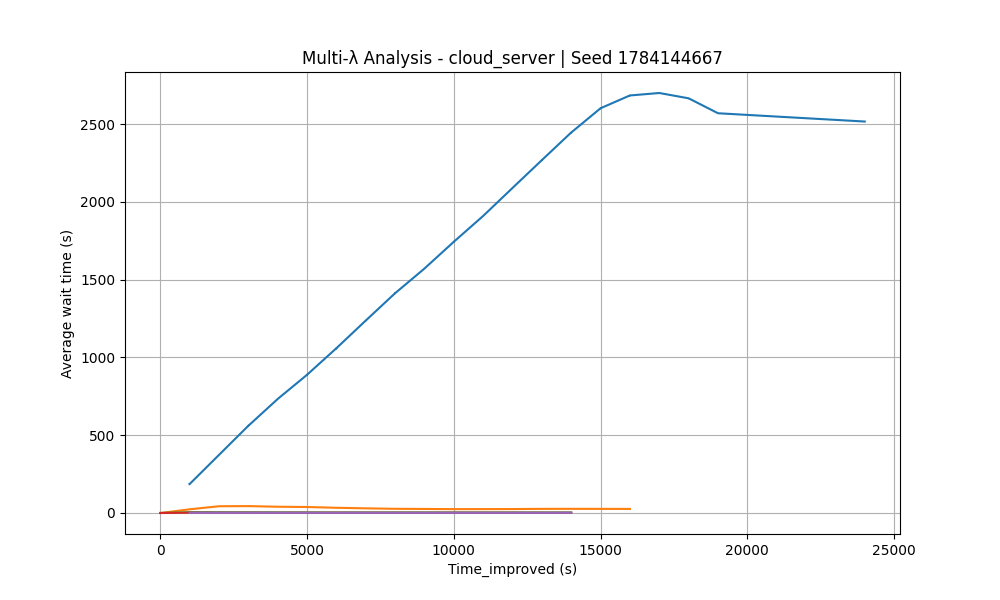 Multi-λ Analysis - cloud_server | Seed 1784144667
Average wait time (s)
2500
2000
1500
1000
500
0
0 5000 10000 15000 20000 25000
Time_improved (s)